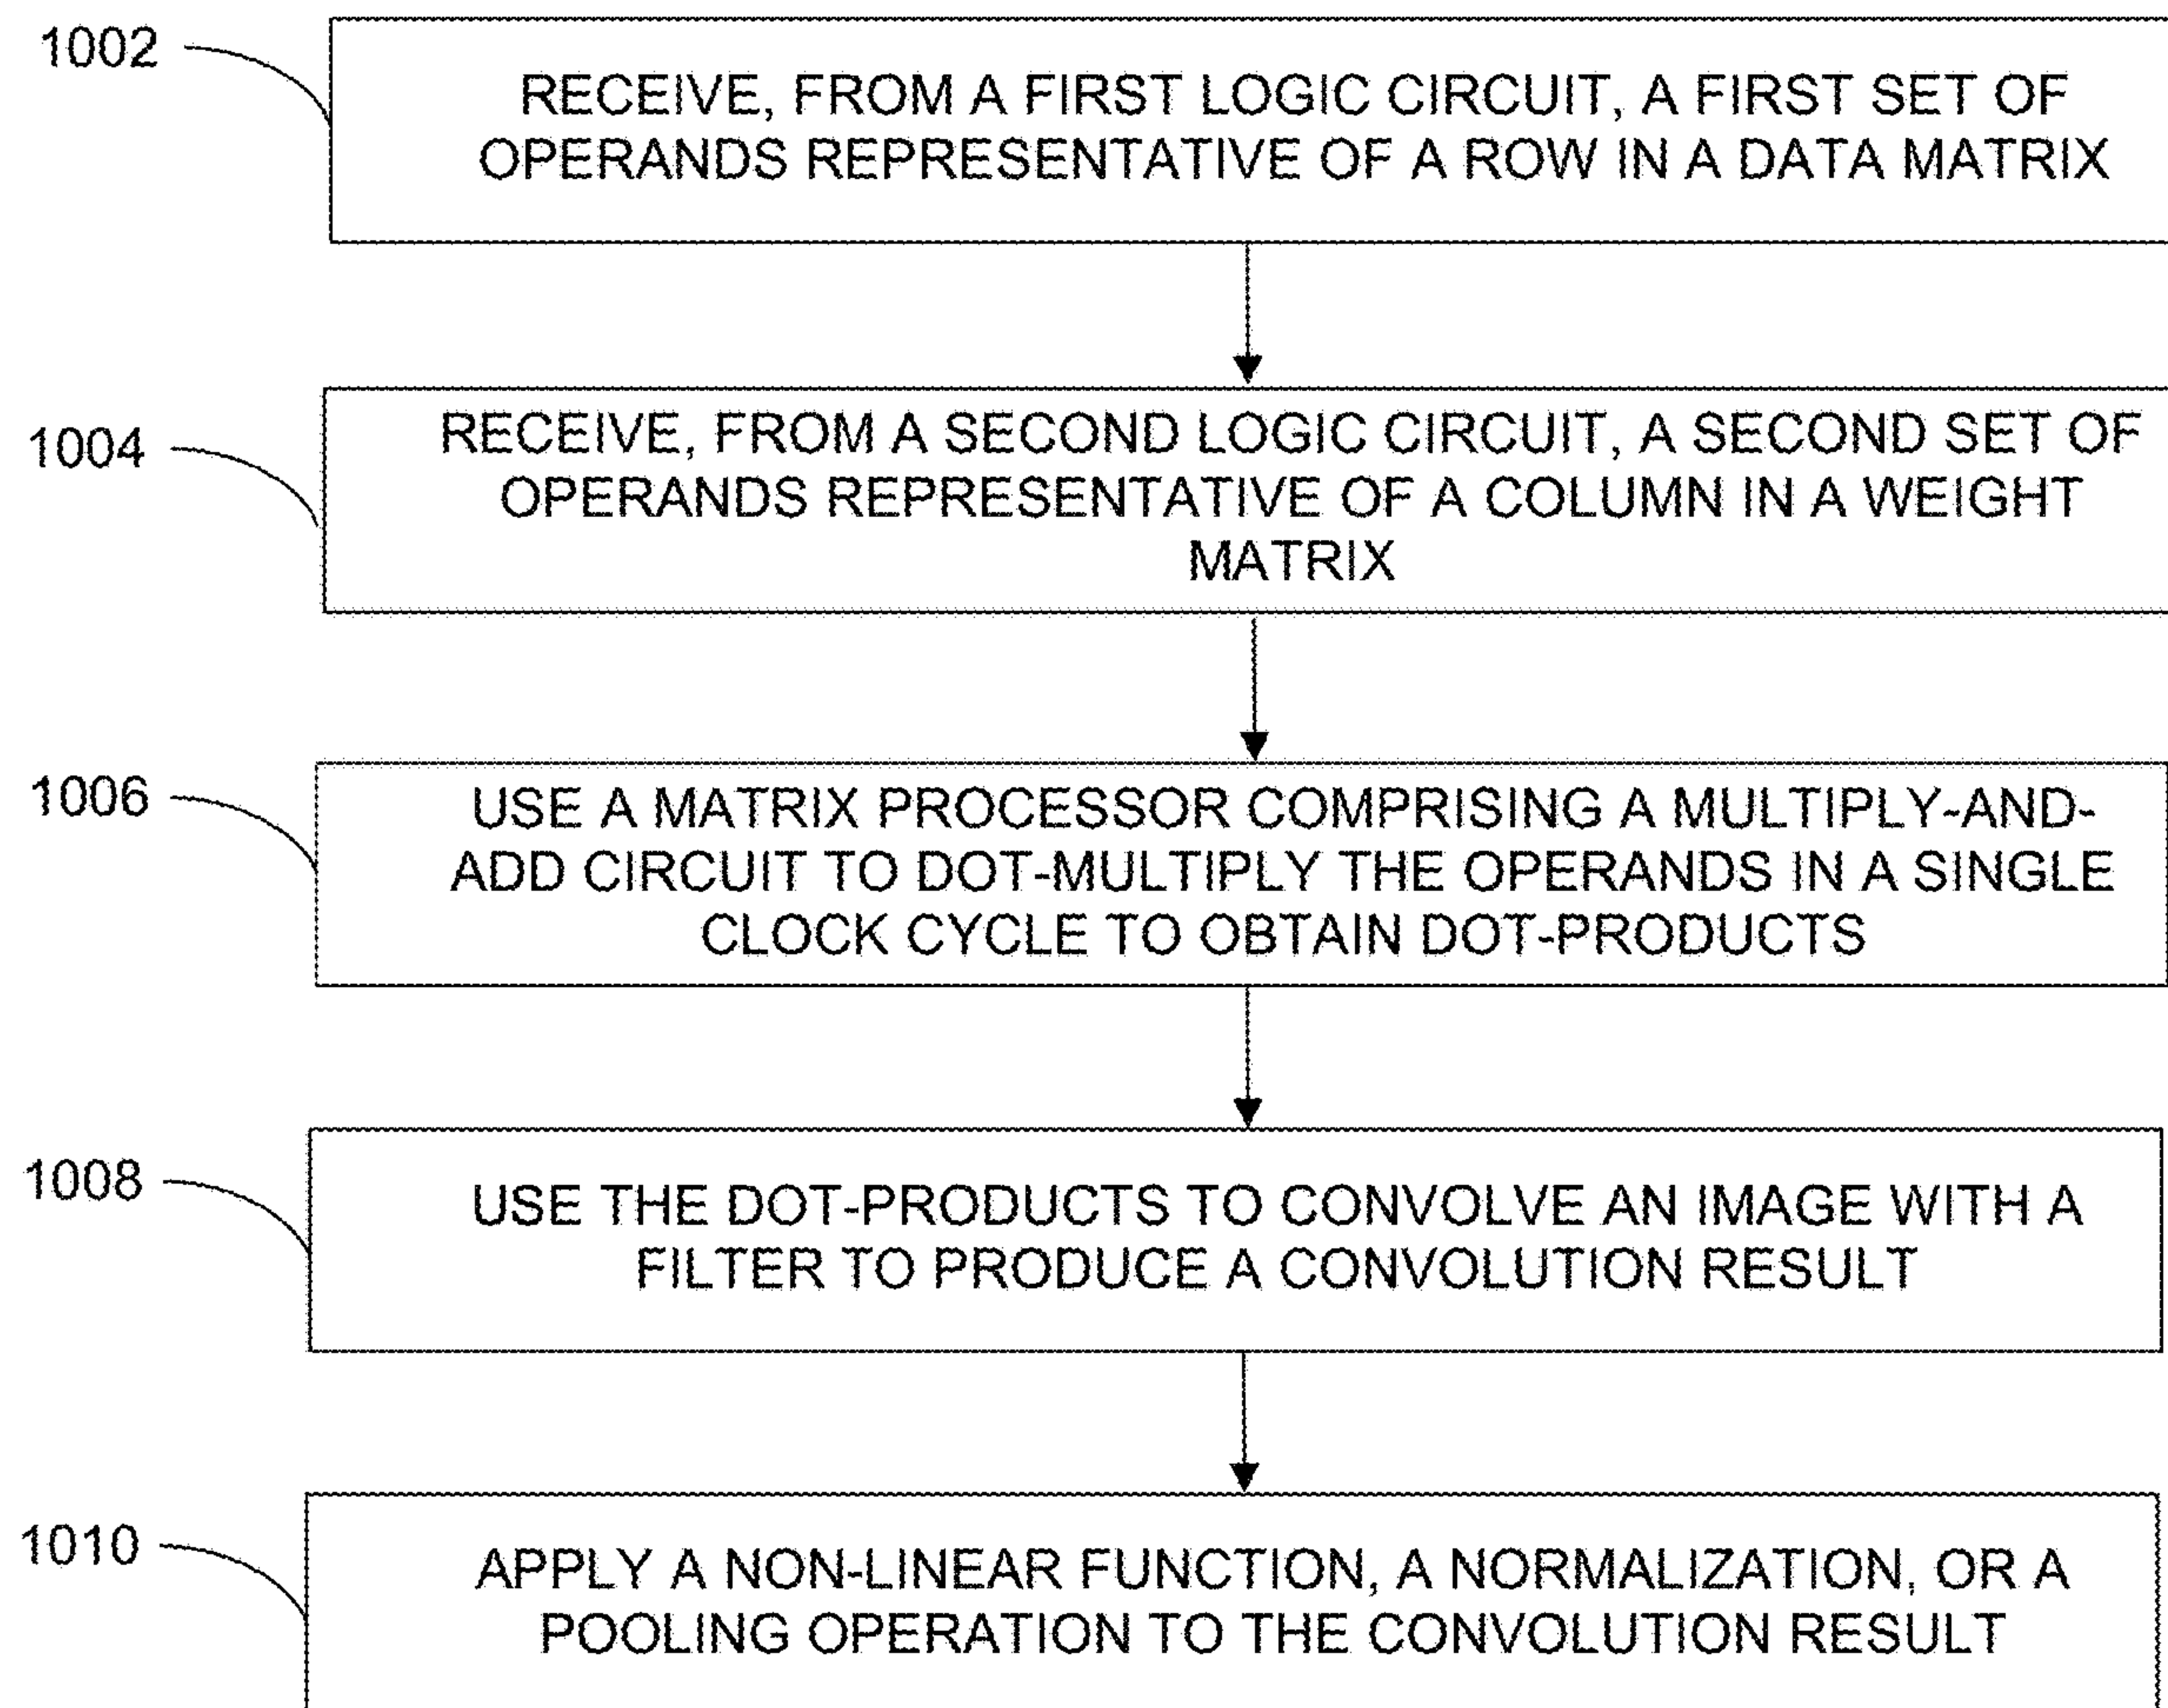 1002
RECEIVE, FROM A FIRST LOGIC CIRCUIT, A FIRST SET OF
OPERANDS REPRESENTATIVE OF A ROW IN A DATA MATRIX
1004
RECEIVE, FROM A SECOND LOGIC CIRCUIT, A SECOND SET OF
OPERANDS REPRESENTATIVE OF A COLUMN IN A WEIGHT
MATRIX
1006
USE A MATRIX PROCESSOR COMPRISING A MULTIPLY-AND-
ADD CIRCUIT TO DOT-MULTIPLY THE OPERANDS IN A SINGLE
CLOCK CYCLE TO OBTAIN DOT-PRODUCTS
1008
USE THE DOT-PRODUCTS TO CONVOLVE AN IMAGE WITH A
FILTER TO PRODUCE A CONVOLUTION RESULT
1010
APPLY A NON-LINEAR FUNCTION, A NORMALIZATION, OR A
POOLING OPERATION TO THE CONVOLUTION RESULT